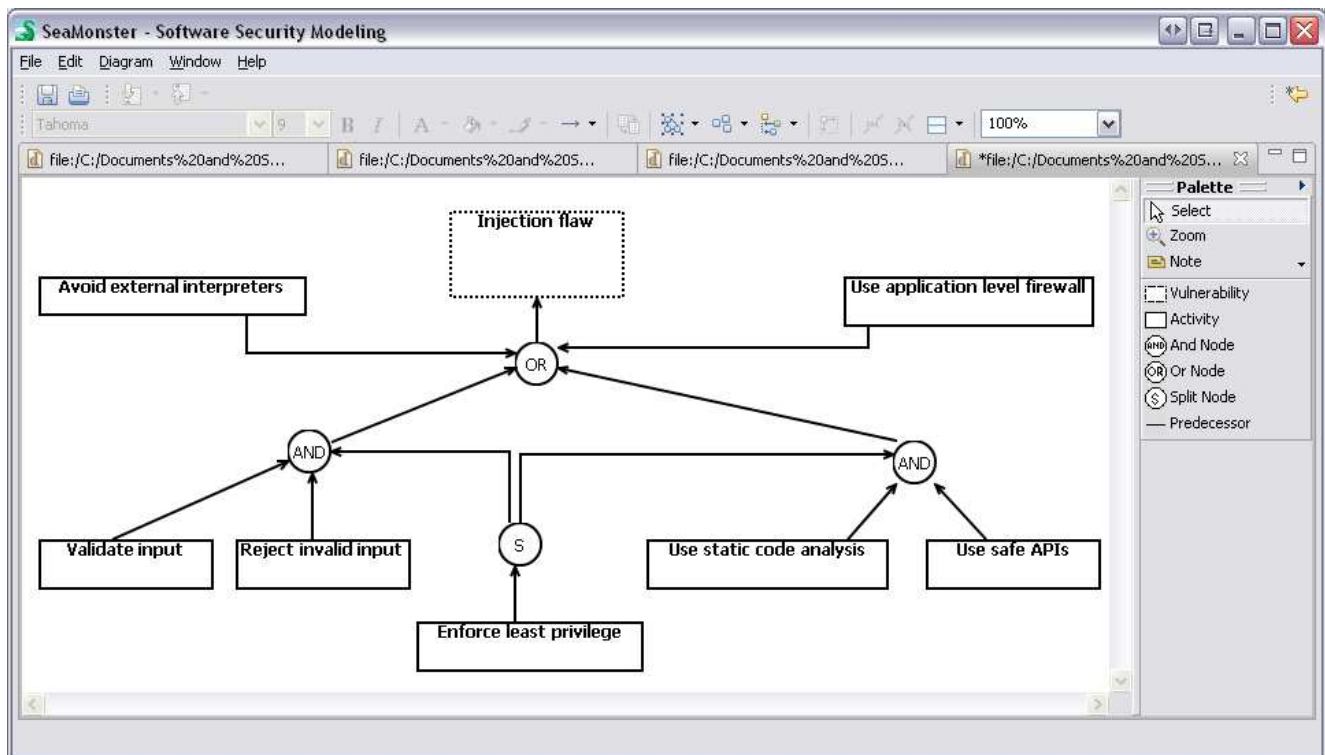 SeaMonster - Software Security Modeling
File Edit Diagram Window Help
Tahoma 9 B I A 100%
file:/C:/Documents%20and%20S...
file:/C:/Documents%20and%20S...
file:/C:/Documents%20and%20S...
*file:/C:/Documents%20and%20S...
Injection flaw
Avoid external interpreters
Use application level firewall
OR
AND
AND
Validate input
Reject invalid input
S
Use static code analysis
Use safe APIs
Enforce least privilege
Palette
Select
Zoom
Note
Vulnerability
Activity
AND And Node
OR Or Node
S Split Node
Predecessor